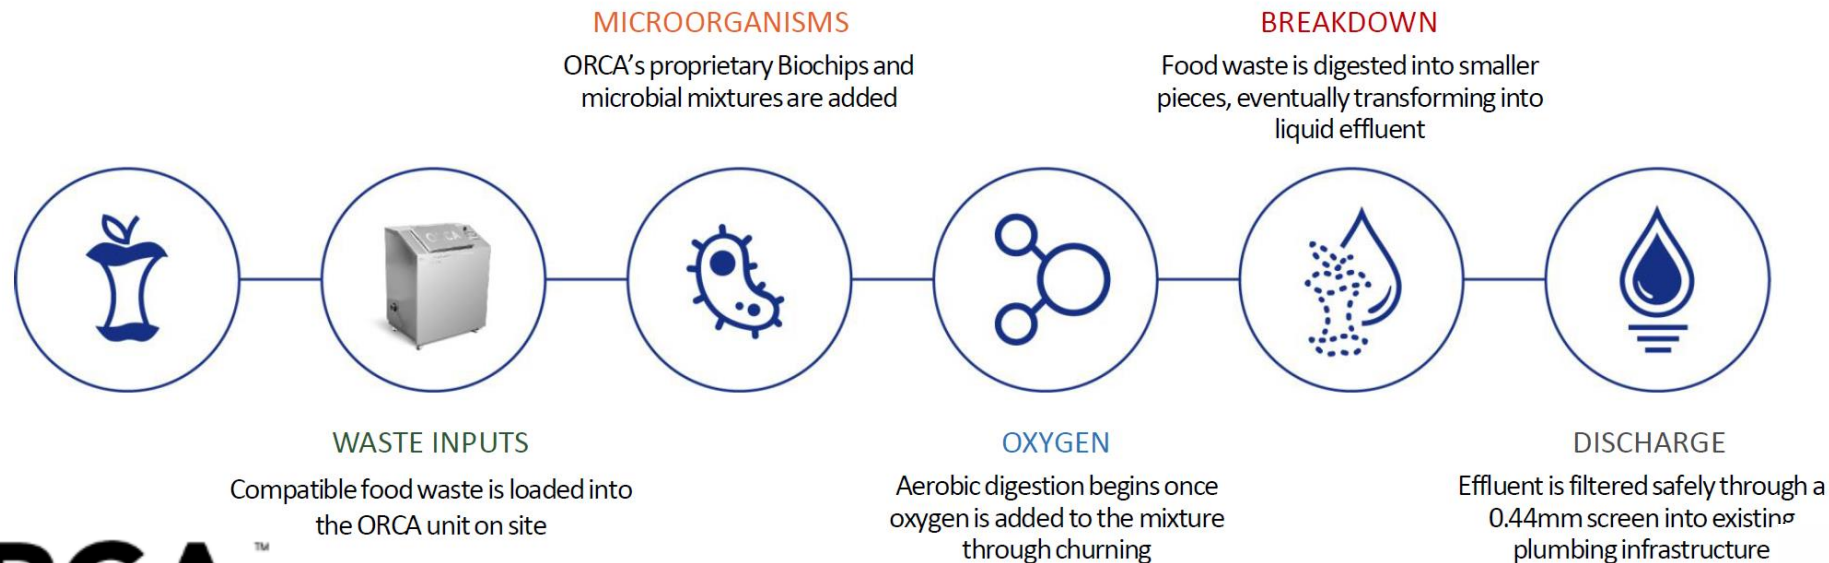 MICROORGANISMS
ORCA's proprietary Biochips and
microbial mixtures are added
BREAKDOWN
Food waste is digested into smaller
pieces, eventually transforming into
liquid effluent
WASTE INPUTS
Compatible food waste is loaded into
the ORCA unit on site
OXYGEN
Aerobic digestion begins once
oxygen is added to the mixture
through churning
DISCHARGE
Effluent is filtered safely through a
0.44mm screen into existing
plumbing infrastructure
TM